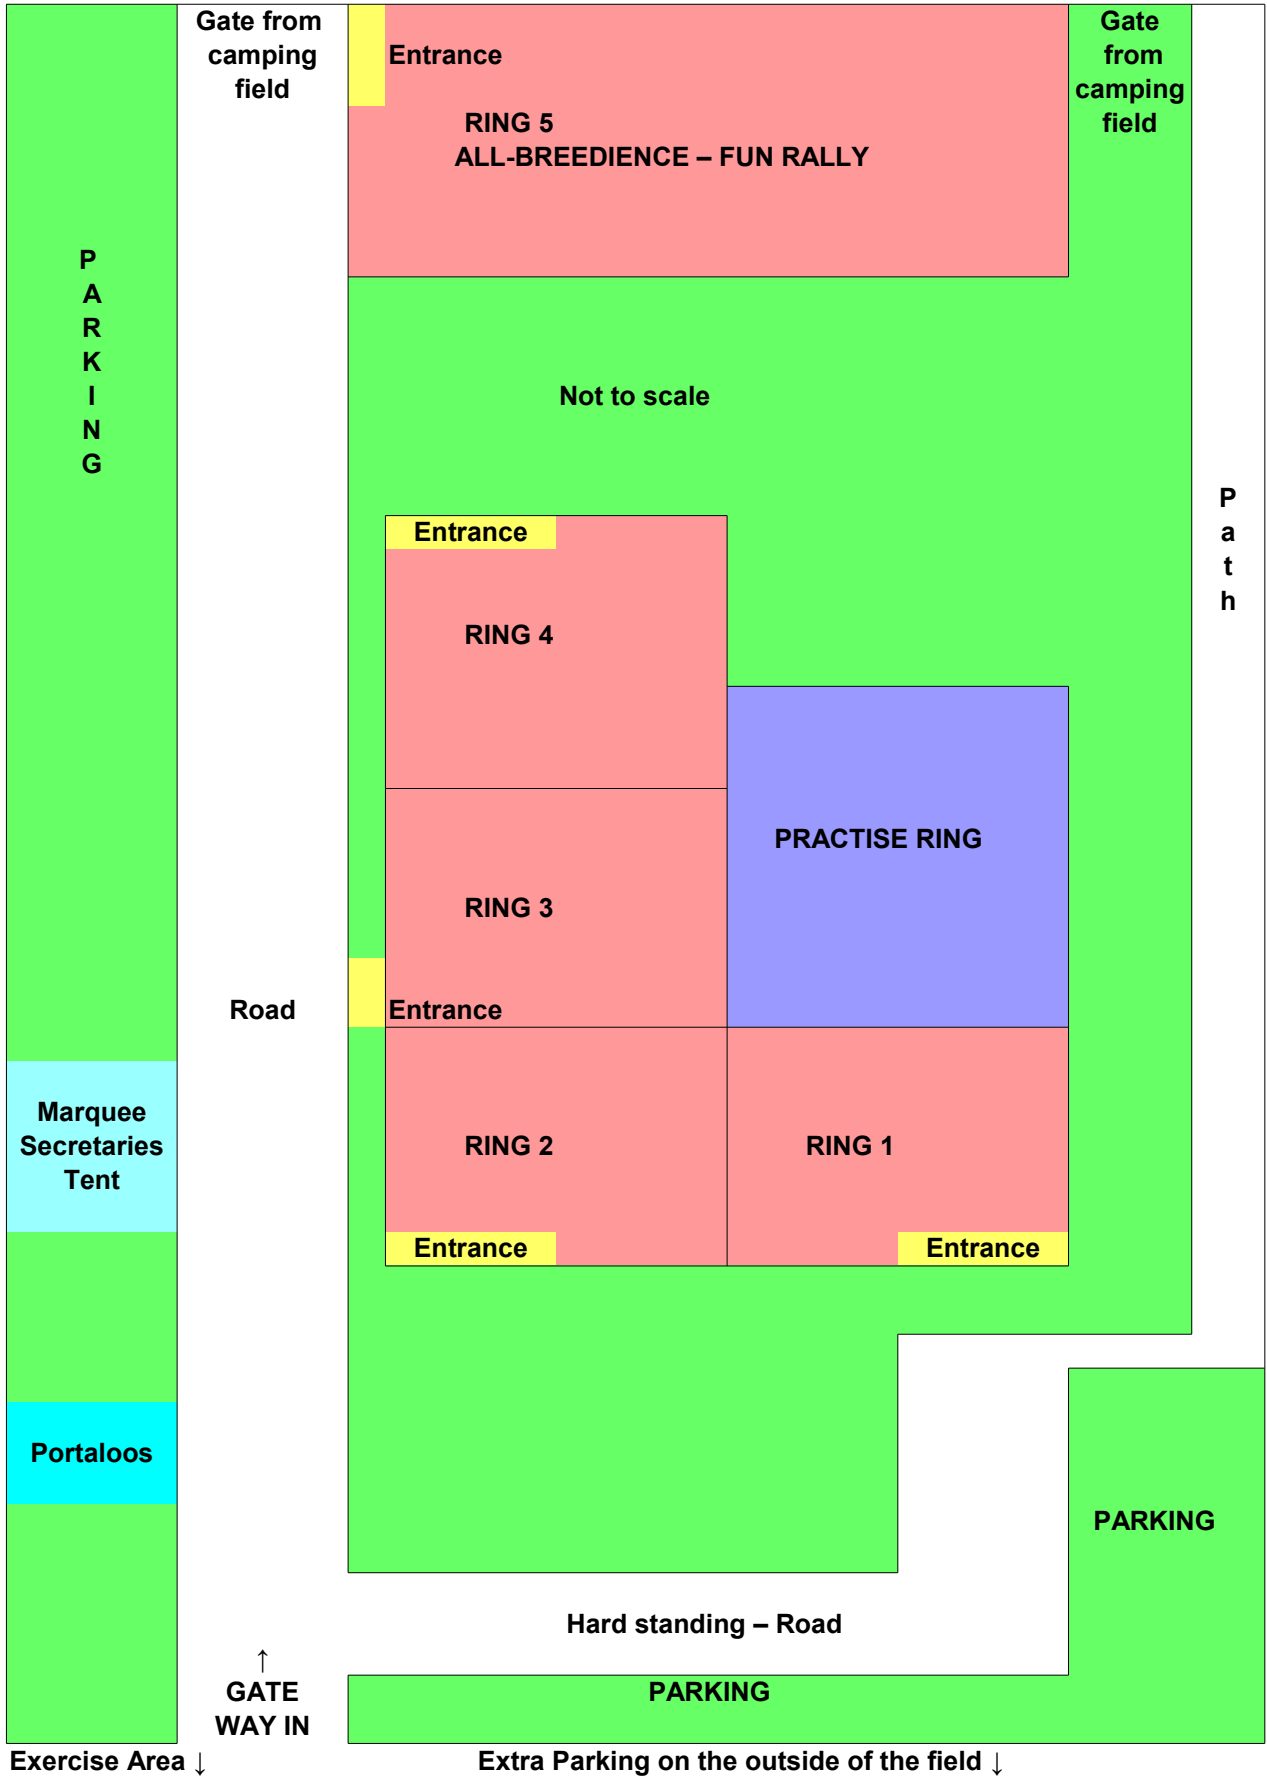 Gate from
camping
field
Entrance
Gate
from
camping
field
RING 5
ALL-BREEDIENCE – FUN RALLY
P
A
R
K
I
N
G
Not to scale
P
a
t
h
Entrance
RING 4
PRACTISE RING
RING 3
Road
Entrance
Marquee
Secretaries
Tent
RING 2
RING 1
Entrance
Entrance
Portaloos
PARKING
Hard standing – Road
↑
GATE
WAY IN
PARKING
Exercise Area ↓
Extra Parking on the outside of the field ↓